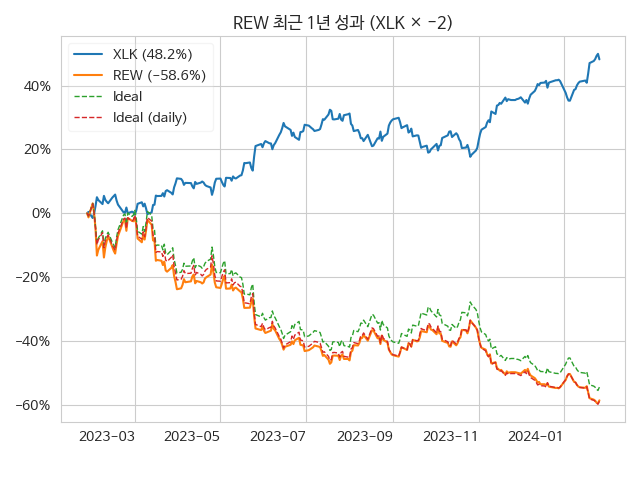 REW 최근 1년 성과 (XLK × −2)
XLK (48.2%)
REW (−58.6%)
Ideal
Ideal (daily)
40%
20%
0%
−20%
−40%
−60%
2023−03
2023−05
2023−07
2023−09
2023−11
2024−01